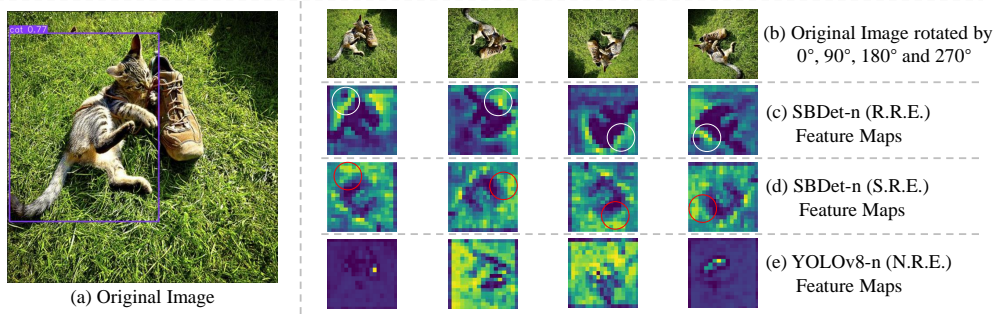 cat 0.77
(a) Original Image
(b) Original Image rotated by
0°, 90°, 180° and 270°
(c) SBDet-n (R.R.E.)
Feature Maps
(d) SBDet-n (S.R.E.)
Feature Maps
(e) YOLOv8-n (N.R.E.)
Feature Maps